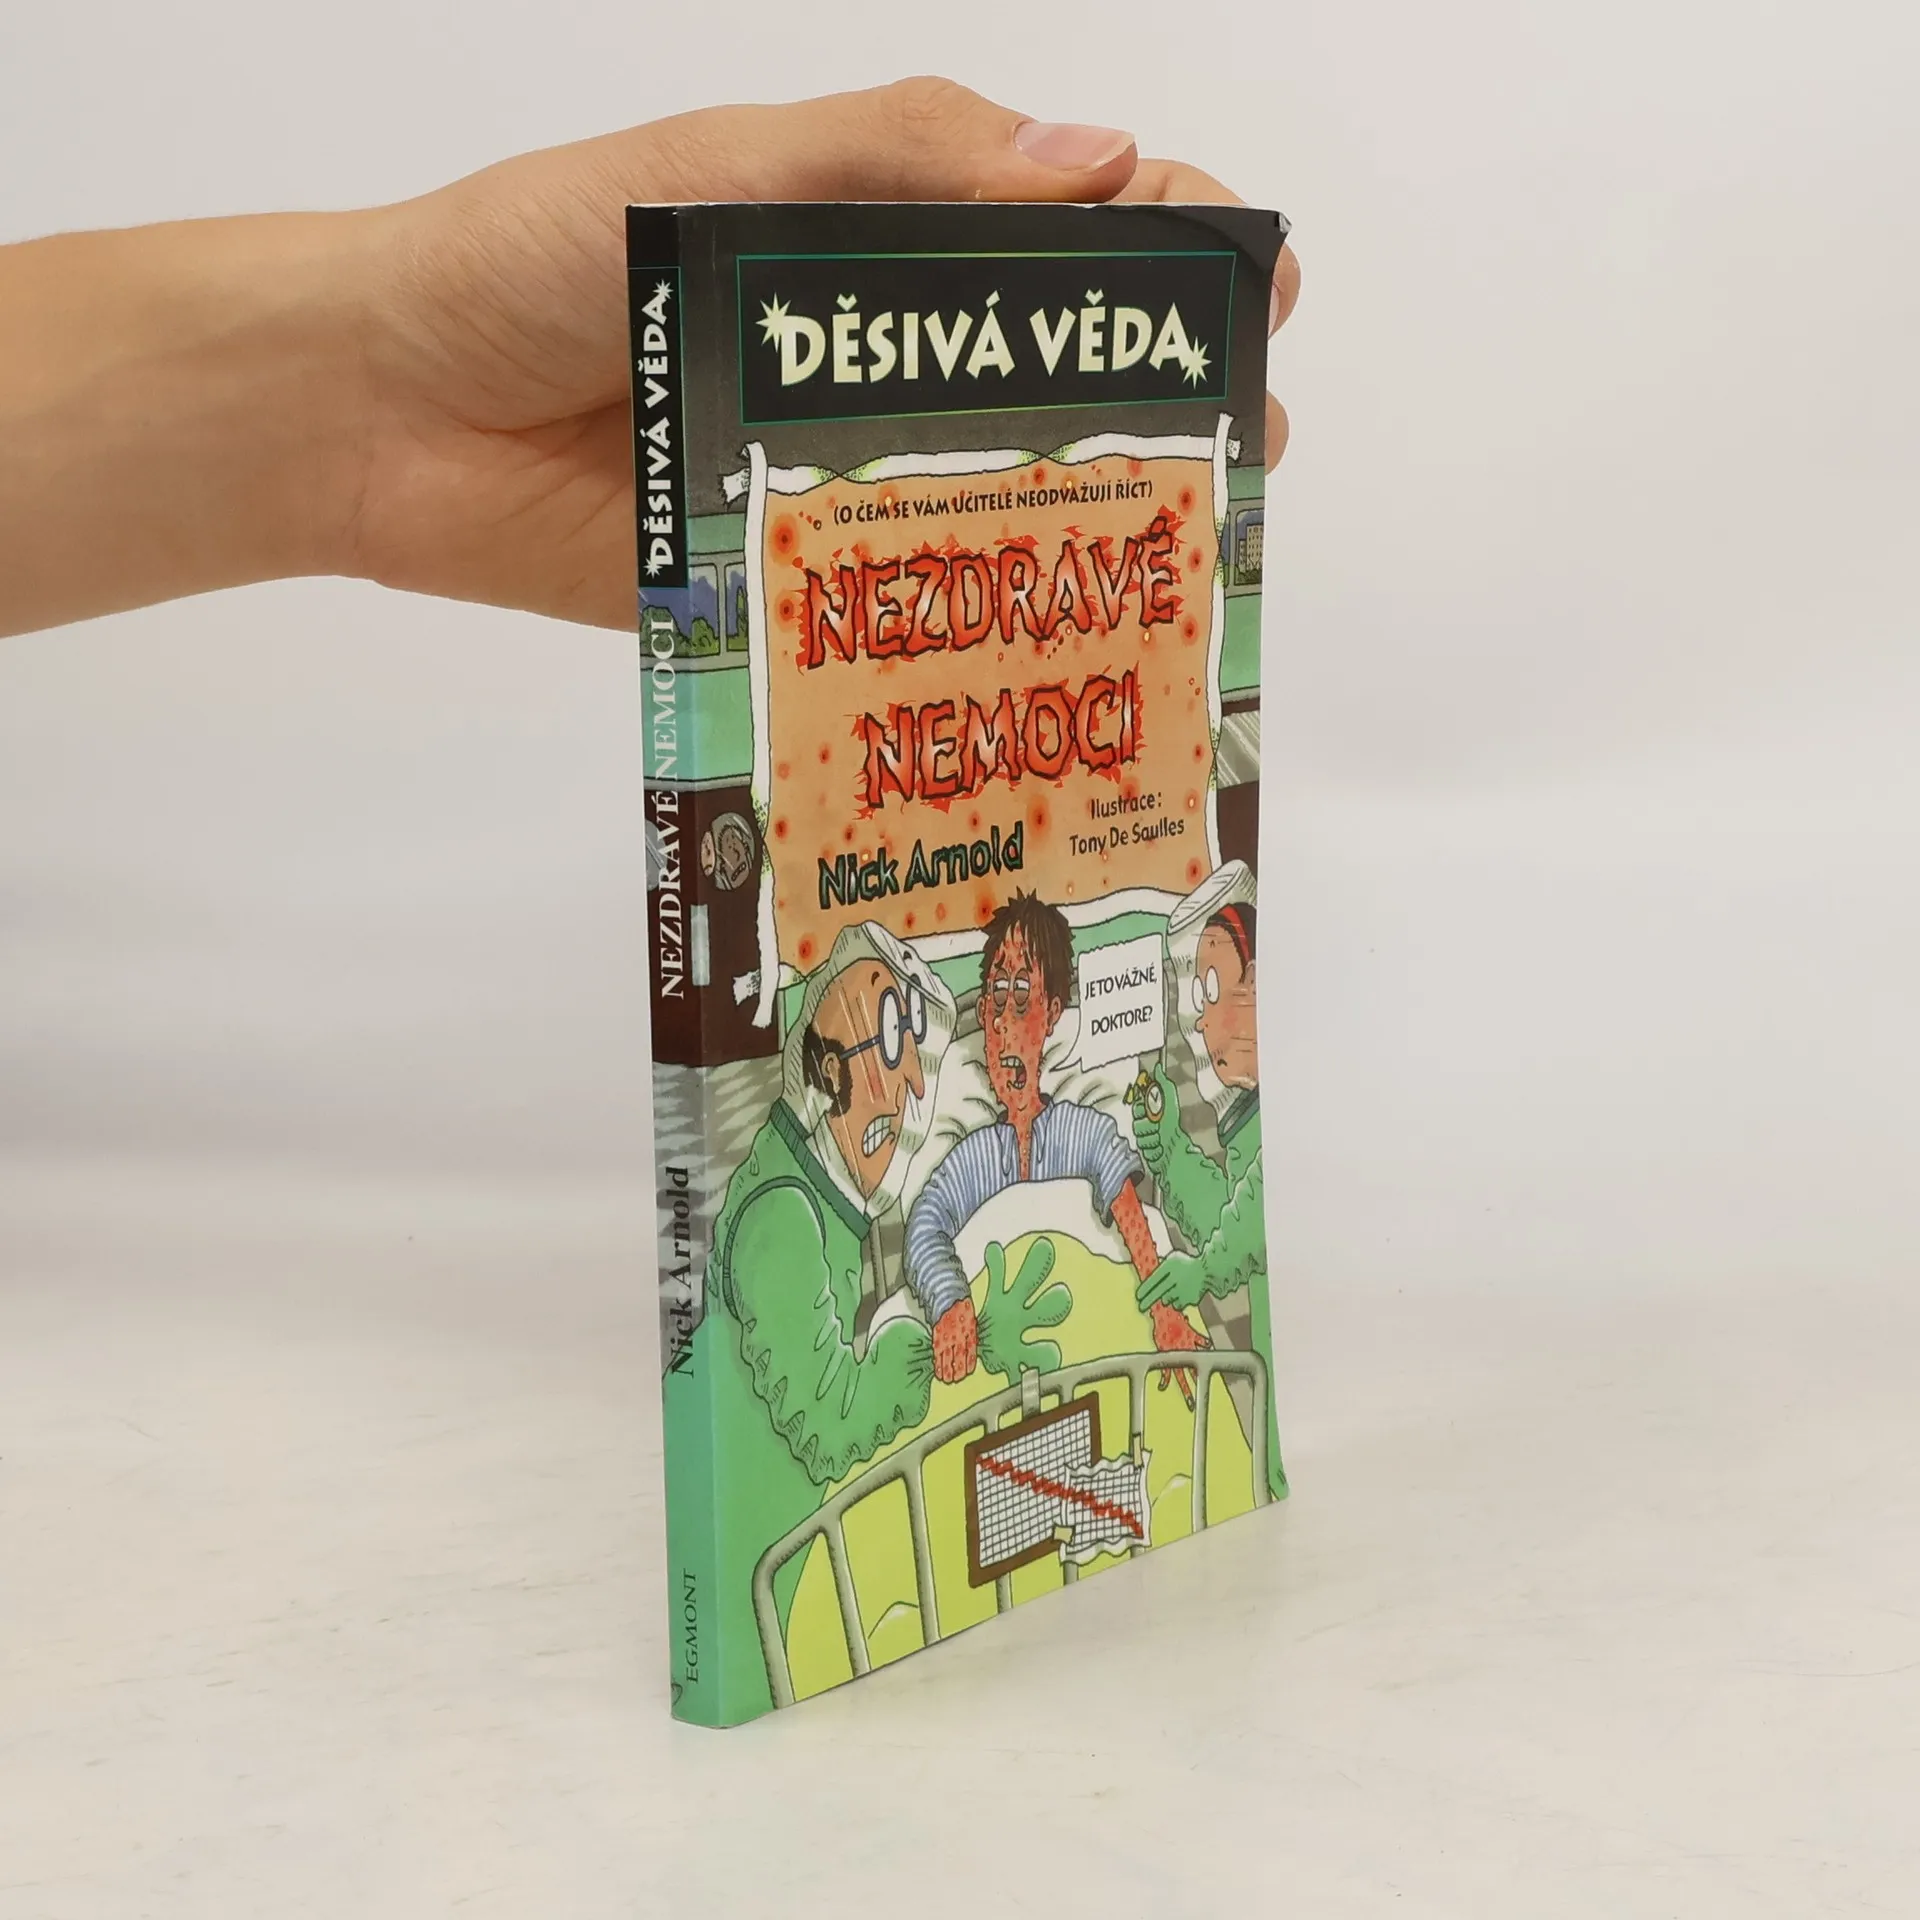 DĚSIVÁ VĚDA
(O ČEM SE VÁM UČITELÉ NEODVAŽUJÍ ŘÍCT)
NEZDRAVÉ
NEMOCI
Nick Arnold
Ilustrace:
Tony De Saulles
JE TO VÁŽNÉ,
DOKTORE?
DĚSIVÁ VĚDA
NEZDRAVÉ NEMOCI
Nick Arnold
EGMONT